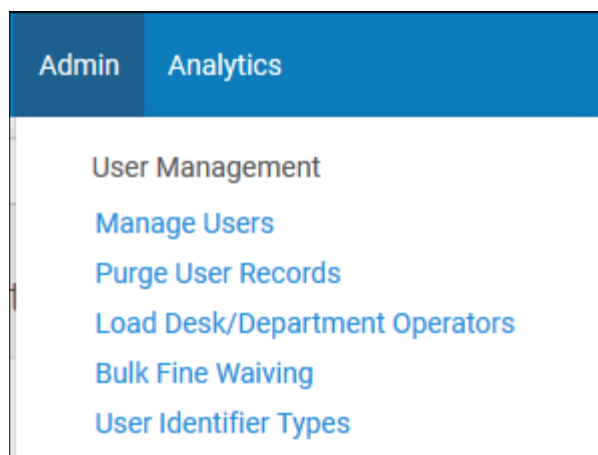 Admin Analytics
User Management
Manage Users
Purge User Records
Load Desk/Department Operators
Bulk Fine Waiving
User Identifier Types